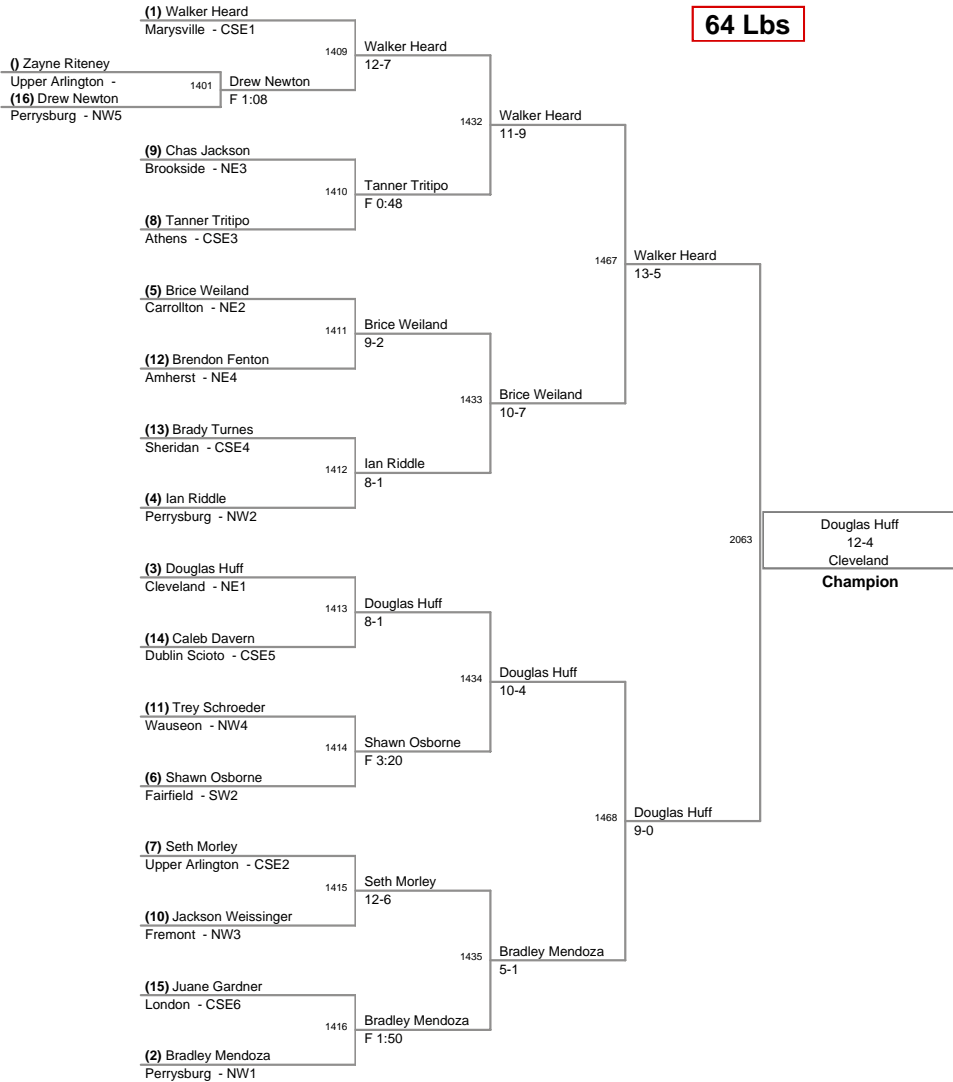 64 Lbs
(1) Walker Heard
Marysville - CSE1
1409
Walker Heard
12-7
() Zayne Riteney
Upper Arlington -
1401
Drew Newton
F 1:08
(16) Drew Newton
Perrysburg - NW5
1432
Walker Heard
11-9
(9) Chas Jackson
Brookside - NE3
1410
Tanner Tritipo
F 0:48
(8) Tanner Tritipo
Athens - CSE3
1467
Walker Heard
13-5
(5) Brice Weiland
Carrollton - NE2
1411
Brice Weiland
9-2
(12) Brendon Fenton
Amherst - NE4
1433
Brice Weiland
10-7
(13) Brady Turnes
Sheridan - CSE4
1412
Ian Riddle
8-1
(4) Ian Riddle
Perrysburg - NW2
2063
Douglas Huff
12-4
Cleveland
Champion
(3) Douglas Huff
Cleveland - NE1
1413
Douglas Huff
8-1
(14) Caleb Davern
Dublin Scioto - CSE5
1434
Douglas Huff
10-4
(11) Trey Schroeder
Wauseon - NW4
1414
Shawn Osborne
F 3:20
(6) Shawn Osborne
Fairfield - SW2
1468
Douglas Huff
9-0
(7) Seth Morley
Upper Arlington - CSE2
1415
Seth Morley
12-6
(10) Jackson Weissinger
Fremont - NW3
1435
Bradley Mendoza
5-1
(15) Juane Gardner
London - CSE6
1416
Bradley Mendoza
F 1:50
(2) Bradley Mendoza
Perrysburg - NW1